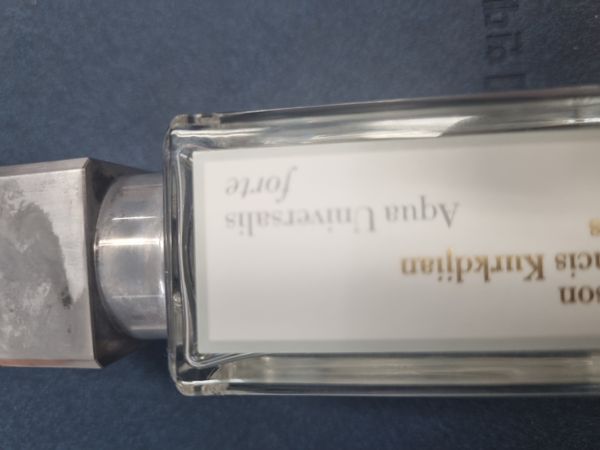 son
ncis Kurkdjian
s
Aqua Universalis
forte